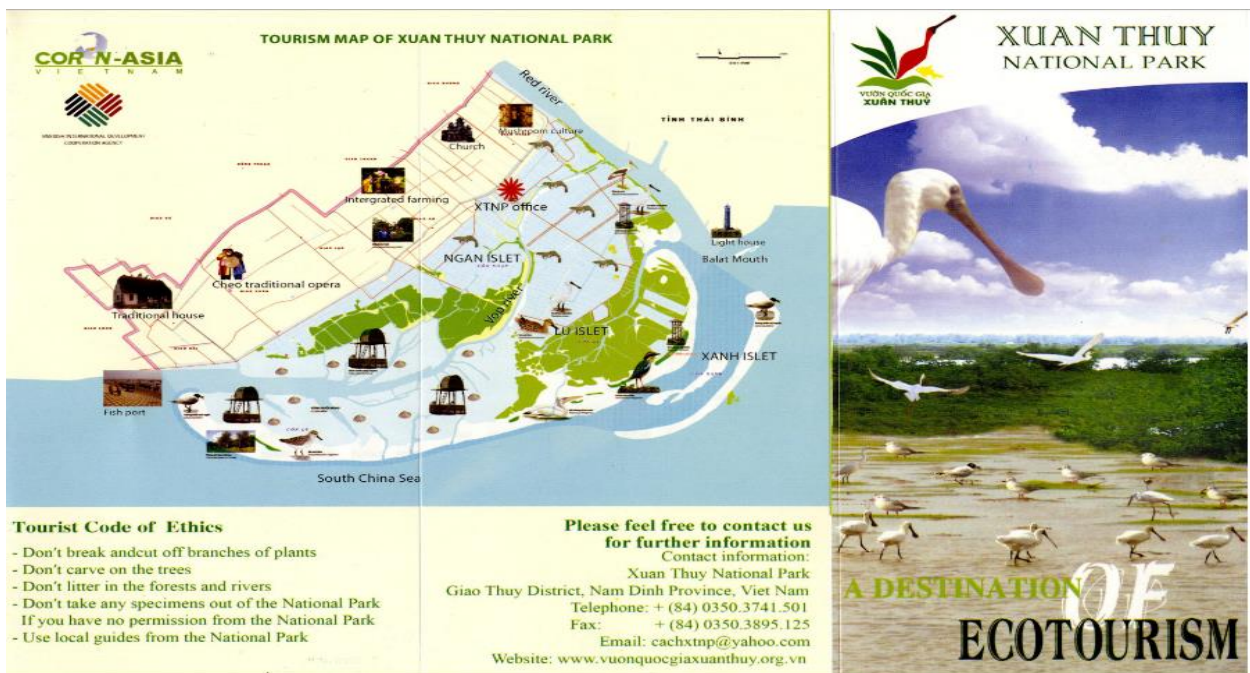 COR N-ASIA
VIETNAM
SWEDISH INTERNATIONAL DEVELOPMENT
COOPERATION AGENCY
TOURISM MAP OF XUAN THUY NATIONAL PARK
Red river
TỈNH THÁI BÌNH
Mushroom culture
Church
Intergrated farming
XTNP office
Light house
Balat Mouth
NGAN ISLET
Cheo traditional opera
Vop river
Traditional house
LU ISLET
XANH ISLET
Fish port
South China Sea
Tourist Code of Ethics
- Don't break andcut off branches of plants
- Don't carve on the trees
- Don't litter in the forests and rivers
- Don't take any specimens out of the National Park
If you have no permission from the National Park
- Use local guides from the National Park
Please feel free to contact us
for further information
Contact information:
Xuan Thuy National Park
Giao Thuy District, Nam Dinh Province, Viet Nam
Telephone: + (84) 0350.3741.501
Fax: + (84) 0350.3895.125
Email: cachxtnp@yahoo.com
Website: www.vuonquocgiaxuanthuy.org.vn
VƯỜN QUỐC GIA
XUÂN THUỶ
XUAN THUY
NATIONAL PARK
A DESTINATION
OF
ECOTOURISM